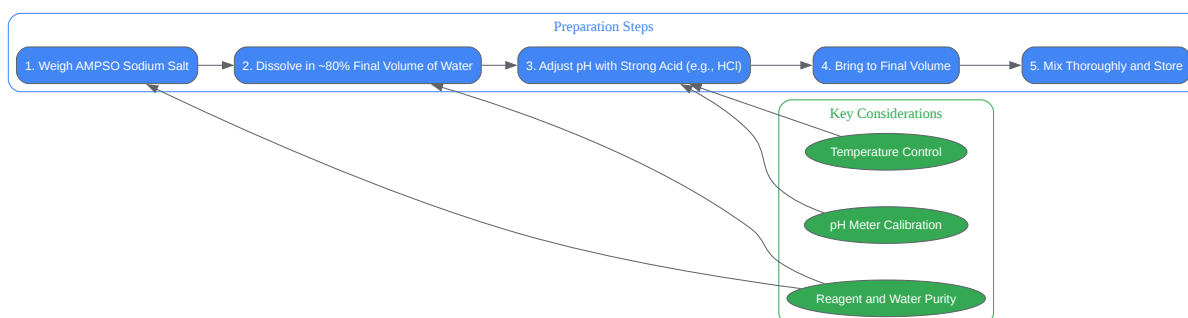 Preparation Steps
1. Weigh AMPSO Sodium Salt
2. Dissolve in ~80% Final Volume of Water
3. Adjust pH with Strong Acid (e.g., HCl)
4. Bring to Final Volume
5. Mix Thoroughly and Store
Key Considerations
Temperature Control
pH Meter Calibration
Reagent and Water Purity